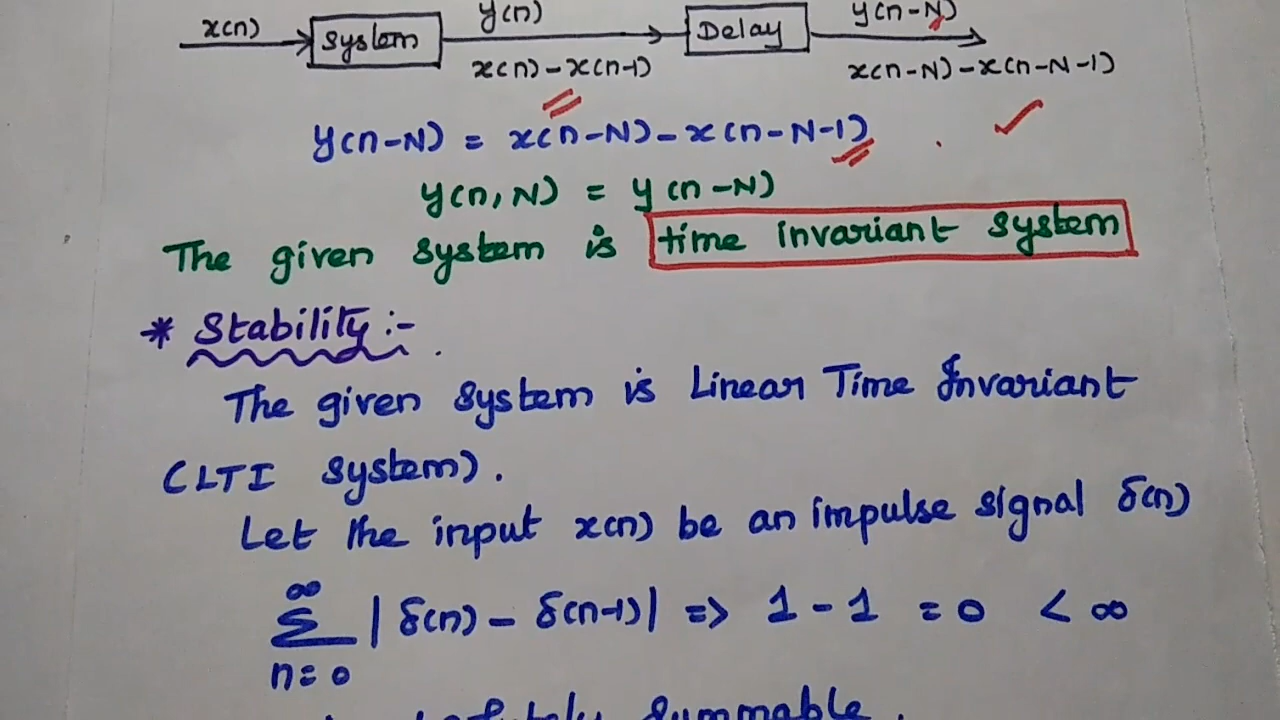 x(n) System y(n) Delay y(n-N)
x(n)-x(n-1) x(n-N)-x(n-N-1)
y(n-N) = x(n-N)-x(n-N-1)
y(n,N) = y(n-N)
The given system is time invariant system
* Stability :-
The given system is Linear Time Invariant
(LTI system).
Let the input x(n) be an impulse signal δ(n)
∞
Σ | δ(n) - δ(n-1)| => 1 - 1 = 0 < ∞
n=0
summable.